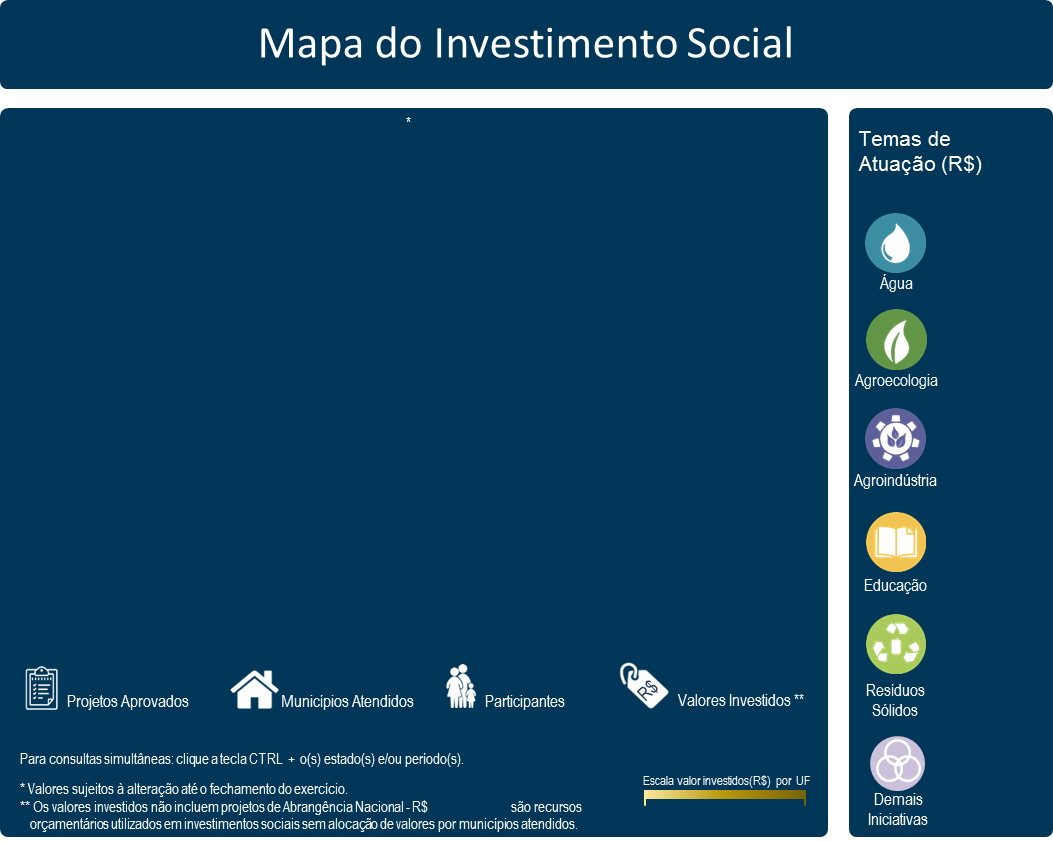 Mapa do Investimento Social
*
Temas de
Atuação (R$)
Água
Agroecologia
Agroindústria
Educação
Residuos
Sólidos
Demais
Iniciativas
Projetos Aprovados
Municipios Atendidos
Participantes
R$
Valores Investidos **
Para consultas simultâneas: clique a tecla CTRL + o(s) estado(s) e/ou período(s).
* Valores sujeitos à alteração até o fechamento do exercício.
** Os valores investidos não incluem projetos de Abrangência Nacional - R$ são recursos
orçamentários utilizados em investimentos sociais sem alocação de valores por municípios atendidos.
Escala valor investidos(R$) por UF